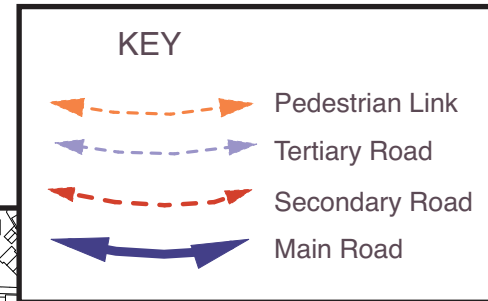 KEY
Pedestrian Link
Tertiary Road
Secondary Road
Main Road